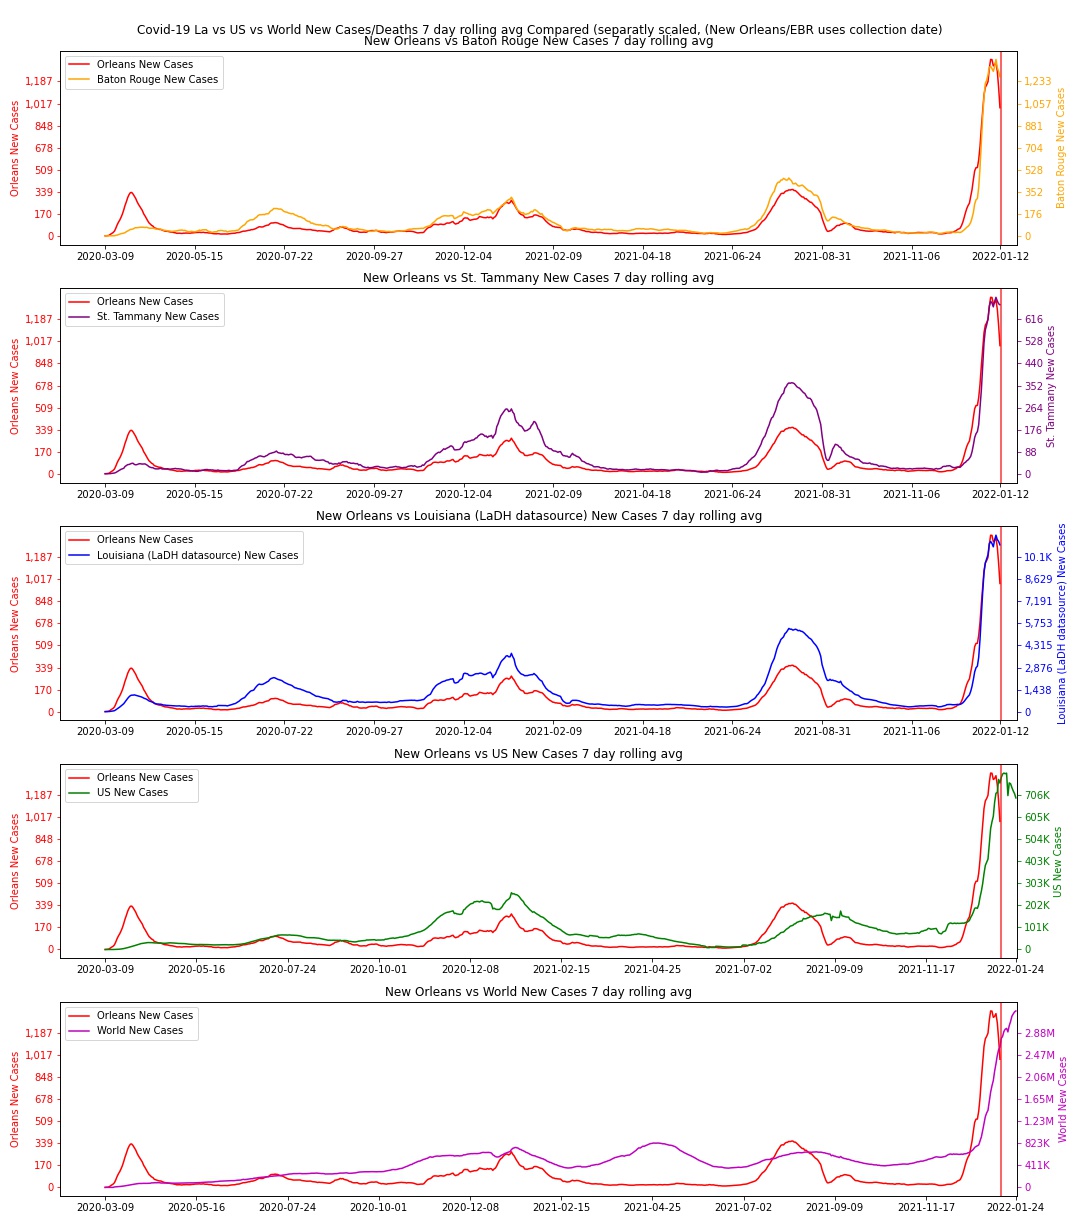 Covid-19 La vs US vs World New Cases/Deaths 7 day rolling avg Compared (separatly scaled, (New Orleans/EBR uses collection date)
New Orleans vs Baton Rouge New Cases 7 day rolling avg
Orleans New Cases
Baton Rouge New Cases
Orleans New Cases
1,187
1,017
848
678
509
339
170
0
1,233
1,057
881
704
528
352
176
0
Baton Rouge New Cases
2020-03-09 2020-05-15 2020-07-22 2020-09-27 2020-12-04 2021-02-09 2021-04-18 2021-06-24 2021-08-31 2021-11-06 2022-01-12
New Orleans vs St. Tammany New Cases 7 day rolling avg
Orleans New Cases
St. Tammany New Cases
Orleans New Cases
1,187
1,017
848
678
509
339
170
0
616
528
440
352
264
176
88
0
St. Tammany New Cases
2020-03-09 2020-05-15 2020-07-22 2020-09-27 2020-12-04 2021-02-09 2021-04-18 2021-06-24 2021-08-31 2021-11-06 2022-01-12
New Orleans vs Louisiana (LaDH datasource) New Cases 7 day rolling avg
Orleans New Cases
Louisiana (LaDH datasource) New Cases
Orleans New Cases
1,187
1,017
848
678
509
339
170
0
10.1K
8,629
7,191
5,753
4,315
2,876
1,438
0
Louisiana (LaDH datasource) New Cases
2020-03-09 2020-05-15 2020-07-22 2020-09-27 2020-12-04 2021-02-09 2021-04-18 2021-06-24 2021-08-31 2021-11-06 2022-01-12
New Orleans vs US New Cases 7 day rolling avg
Orleans New Cases
US New Cases
Orleans New Cases
1,187
1,017
848
678
509
339
170
0
706K
605K
504K
403K
303K
202K
101K
0
US New Cases
2020-03-09 2020-05-16 2020-07-24 2020-10-01 2020-12-08 2021-02-15 2021-04-25 2021-07-02 2021-09-09 2021-11-17 2022-01-24
New Orleans vs World New Cases 7 day rolling avg
Orleans New Cases
World New Cases
Orleans New Cases
1,187
1,017
848
678
509
339
170
0
2.88M
2.47M
2.06M
1.65M
1.23M
823K
411K
0
World New Cases
2020-03-09 2020-05-16 2020-07-24 2020-10-01 2020-12-08 2021-02-15 2021-04-25 2021-07-02 2021-09-09 2021-11-17 2022-01-24